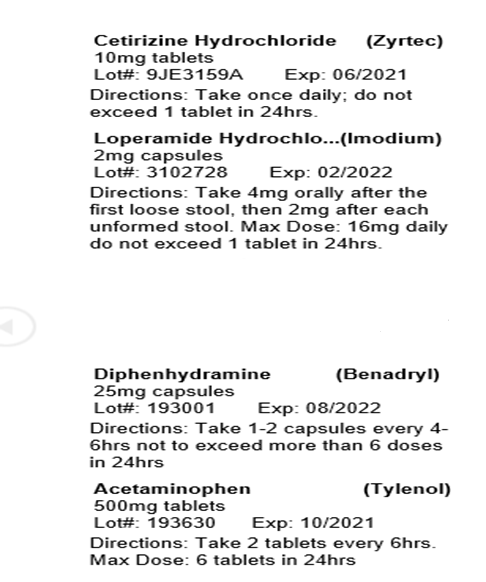 Cetirizine Hydrochloride (Zyrtec)
10mg tablets
Lot#: 9JE3159A Exp: 06/2021
Directions: Take once daily; do not
exceed 1 tablet in 24hrs.
Loperamide Hydrochlo...(Imodium)
2mg capsules
Lot#: 3102728 Exp: 02/2022
Directions: Take 4mg orally after the
first loose stool, then 2mg after each
unformed stool. Max Dose: 16mg daily
do not exceed 1 tablet in 24hrs.
Diphenhydramine (Benadryl)
25mg capsules
Lot#: 193001 Exp: 08/2022
Directions: Take 1-2 capsules every 4-
6hrs not to exceed more than 6 doses
in 24hrs
Acetaminophen (Tylenol)
500mg tablets
Lot#: 193630 Exp: 10/2021
Directions: Take 2 tablets every 6hrs.
Max Dose: 6 tablets in 24hrs